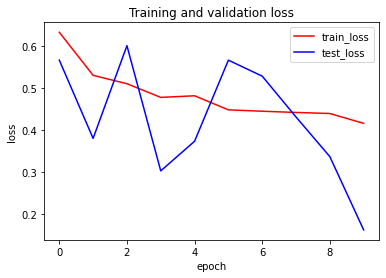 Training and validation loss
train_loss
test_loss
0.6
0.5
0.4
0.3
0.2
loss
0 2 4 6 8
epoch